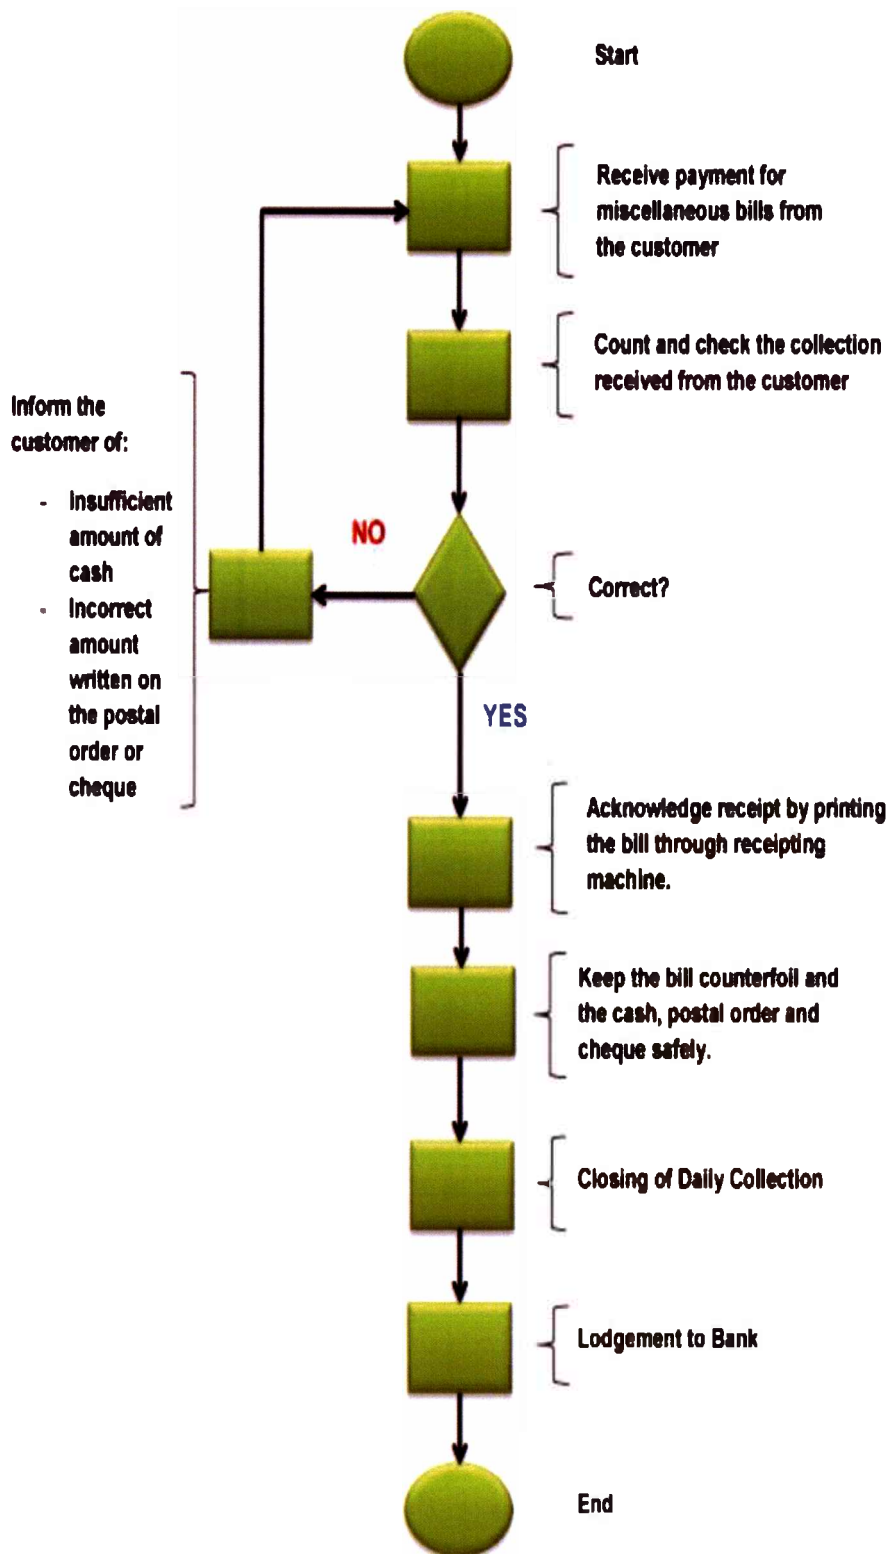 Start
Receive payment for
miscellaneous bills from
the customer
Count and check the collection
received from the customer
Inform the
customer of:
- Insufficient
amount of
cash
- Incorrect
amount
written on
the postal
order or
cheque
NO
Correct?
YES
Acknowledge receipt by printing
the bill through receipting
machine.
Keep the bill counterfoil and
the cash, postal order and
cheque safely.
Closing of Daily Collection
Lodgement to Bank
End